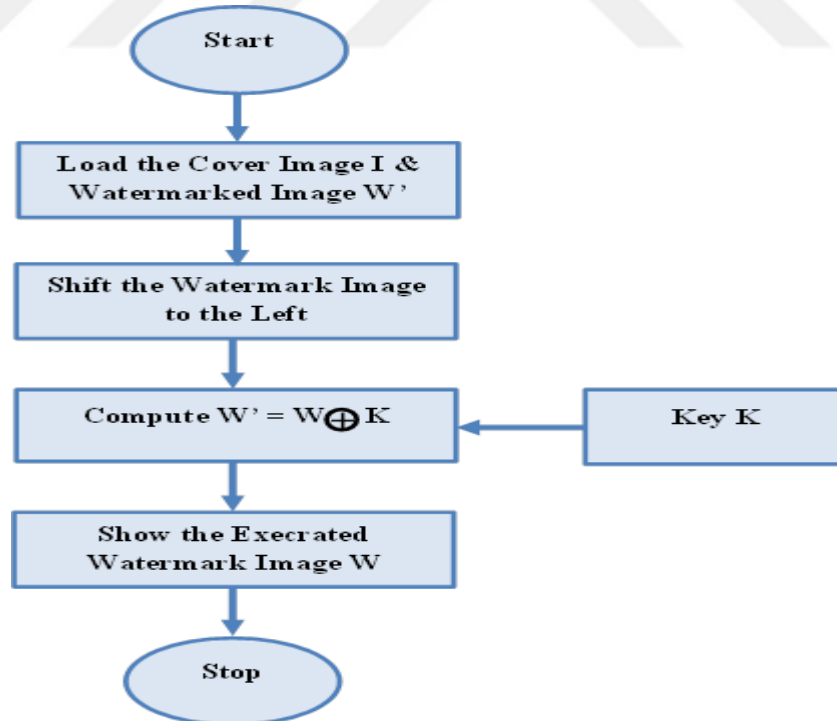 Start
Load the Cover Image I &
Watermarked Image W'
Shift the Watermark Image
to the Left
Compute W' = W⊕K
Key K
Show the Execrated
Watermark Image W
Stop